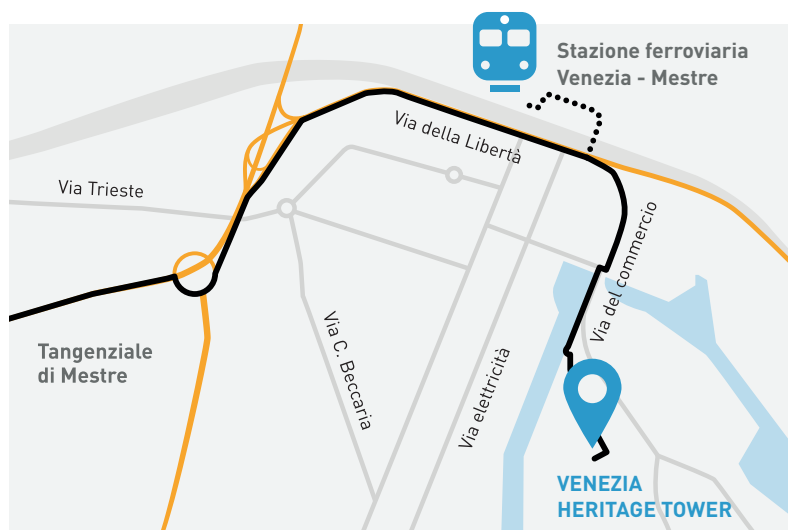 Stazione ferroviaria
Venezia - Mestre
Via della Libertà
Via Trieste
Via del commercio
Tangenziale
di Mestre
Via C. Beccaria
Via elettricità
VENEZIA
HERITAGE TOWER